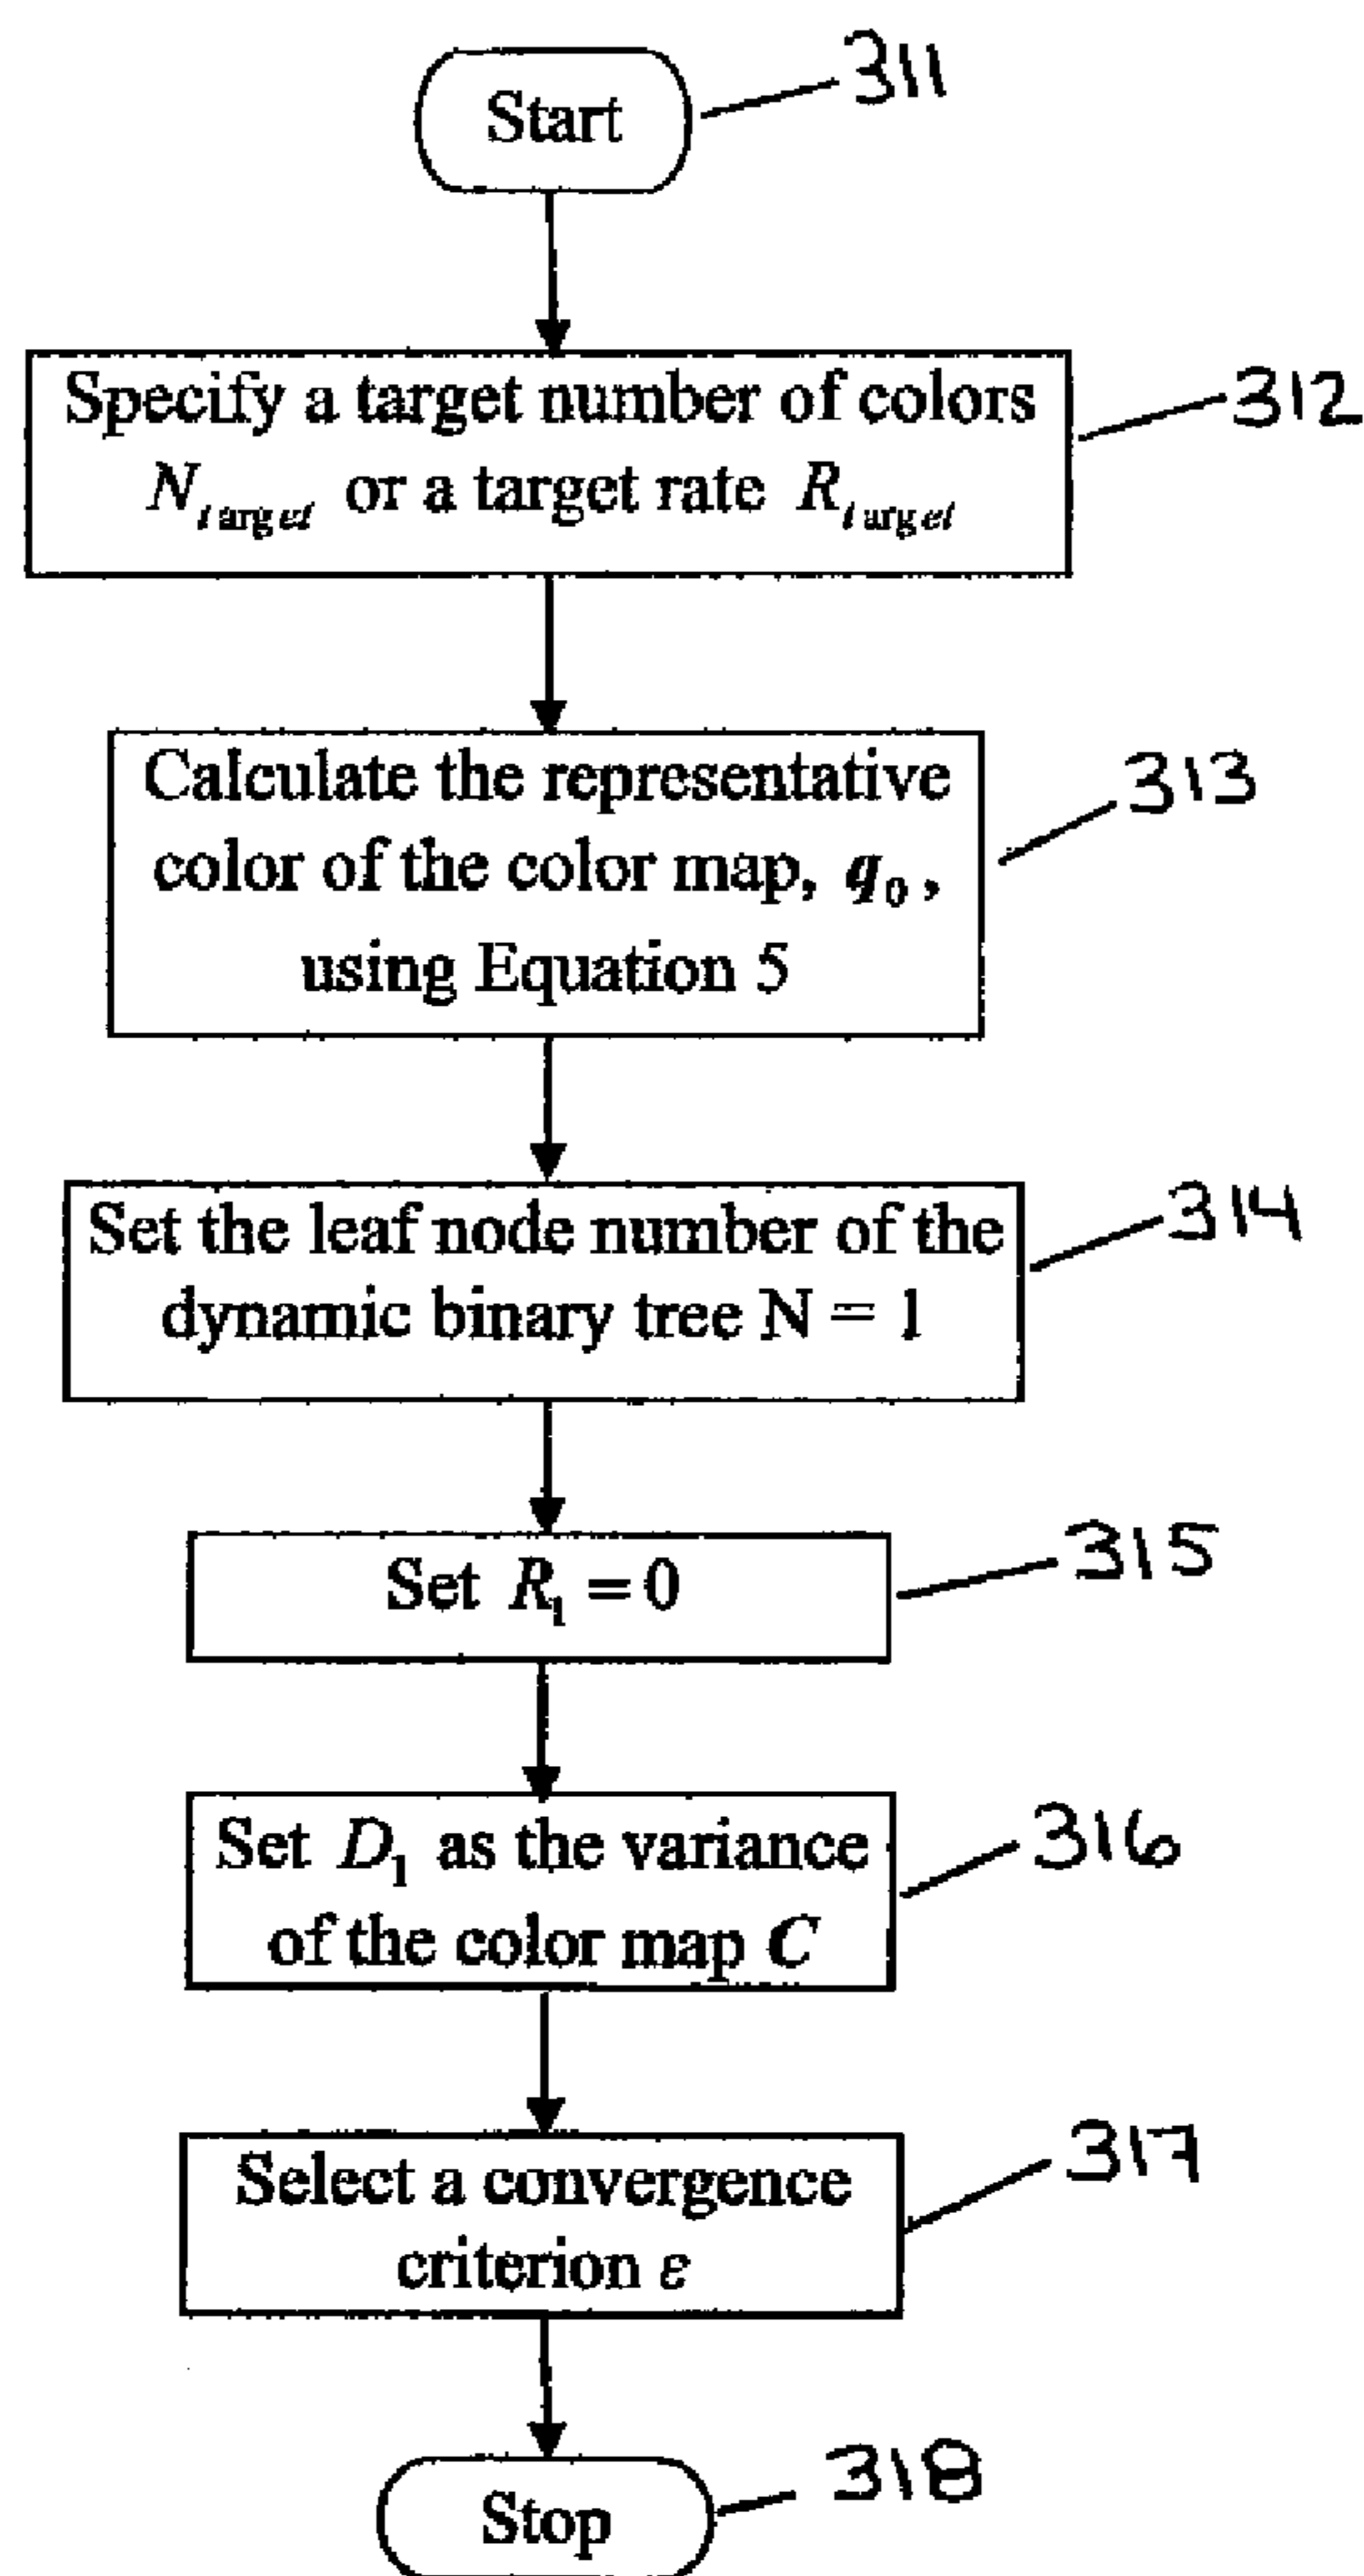 Start
311
Specify a target number of colors
N_target or a target rate R_target
312
Calculate the representative
color of the color map, q_0,
using Equation 5
313
Set the leaf node number of the
dynamic binary tree N = 1
314
Set R_1 = 0
315
Set D_1 as the variance
of the color map C
316
Select a convergence
criterion ε
317
Stop
318